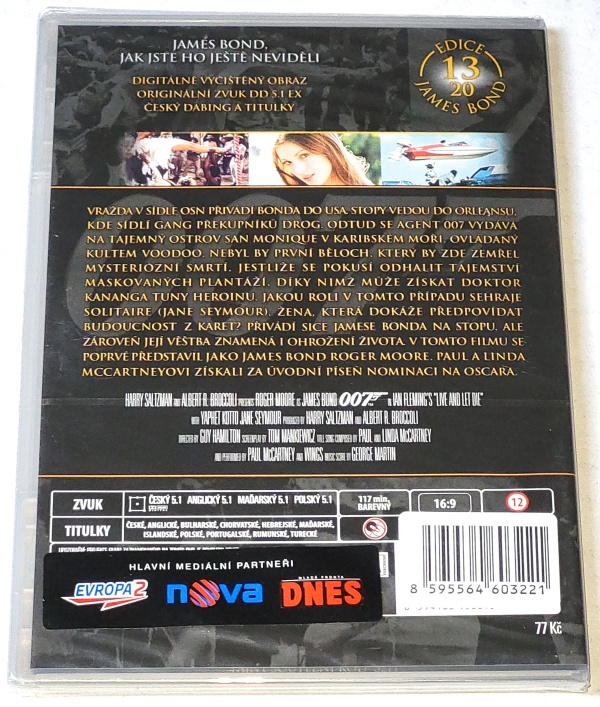 JAMES BOND,
JAK JSTE HO JEŠTĚ NEVIDĚLI
DIGITÁLNĚ VYČISTĚNÝ OBRAZ
ORIGINÁLNÍ ZVUK DD 5.1 EX
ČESKÝ DABING A TITULKY
EDICE
13
20
JAMES BOND
VRAŽDA V SÍDLE OSN PŘIVÁDÍ BONDA DO USA. STOPY VEDOU DO ORLEANSU,
KDE SÍDLÍ GANG PŘEKUPNÍKŮ DROG. ODTUD SE AGENT 007 VYDÁVÁ
NA TAJEMNÝ OSTROV SAN MONIQUE V KARIBSKÉM MOŘI, OVLÁDANÝ
KULTEM VOODOO. NEBYL BY PRVNÍ BĚLOCH, KTERÝ BY ZDE ZEMŘEL
MYSTERIOZNÍ SMRTÍ. JESTLIŽE SE POKUSÍ ODHALIT TAJEMSTVÍ
MASKOVANÝCH PLANTÁŽÍ, DÍKY NIMŽ MŮŽE ZÍSKAT DOKTOR
KANANGA TUNY HEROINU. JAKOU ROLI V TOMTO PŘÍPADU SEHRAJE
SOLITAIRE (JANE SEYMOUR), ŽENA, KTERÁ DOKÁŽE PŘEDPOVÍDAT
BUDOUCNOST Z KARET? PŘIVÁDÍ SICE JAMESE BONDA NA STOPU, ALE
ZÁROVEŇ JEJÍ VĚŠTBA ZNAMENÁ I OHROŽENÍ ŽIVOTA. V TOMTO FILMU SE
POPRVÉ PŘEDSTAVIL JAKO JAMES BOND ROGER MOORE. PAUL A LINDA
MCCARTNEYOVI ZÍSKALI ZA ÚVODNÍ PÍSEŇ NOMINACI NA OSCARA.
HARRY SALTZMAN AND ALBERT R. BROCCOLI PRESENTS ROGER MOORE AS JAMES BOND 007 IN IAN FLEMING'S "LIVE AND LET DIE"
WITH YAPHET KOTTO JANE SEYMOUR PRODUCED BY HARRY SALTZMAN AND ALBERT R. BROCCOLI
DIRECTED BY GUY HAMILTON SCREENPLAY BY TOM MANKIEWICZ TITLE SONG COMPOSED BY PAUL AND LINDA McCARTNEY
AND PERFORMED BY PAUL McCARTNEY AND WINGS MUSIC SCORE BY GEORGE MARTIN
ZVUK ČESKÝ 5.1 ANGLICKÝ 5.1 MAĎARSKÝ 5.1 POLSKÝ 5.1 117 min, BAREVNÝ 16:9 12
TITULKY ČESKÉ, ANGLICKÉ, BULHARSKÉ, CHORVATSKÉ, HEBREJSKÉ, MAĎARSKÉ,
ISLANDSKÉ, POLSKÉ, PORTUGALSKÉ, RUMUNSKÉ, TURECKÉ
HLAVNÍ MEDIÁLNÍ PARTNEŘI
EVROPA 2 nova MLADÁ FRONTA DNES
8 595564 603221
77 Kč